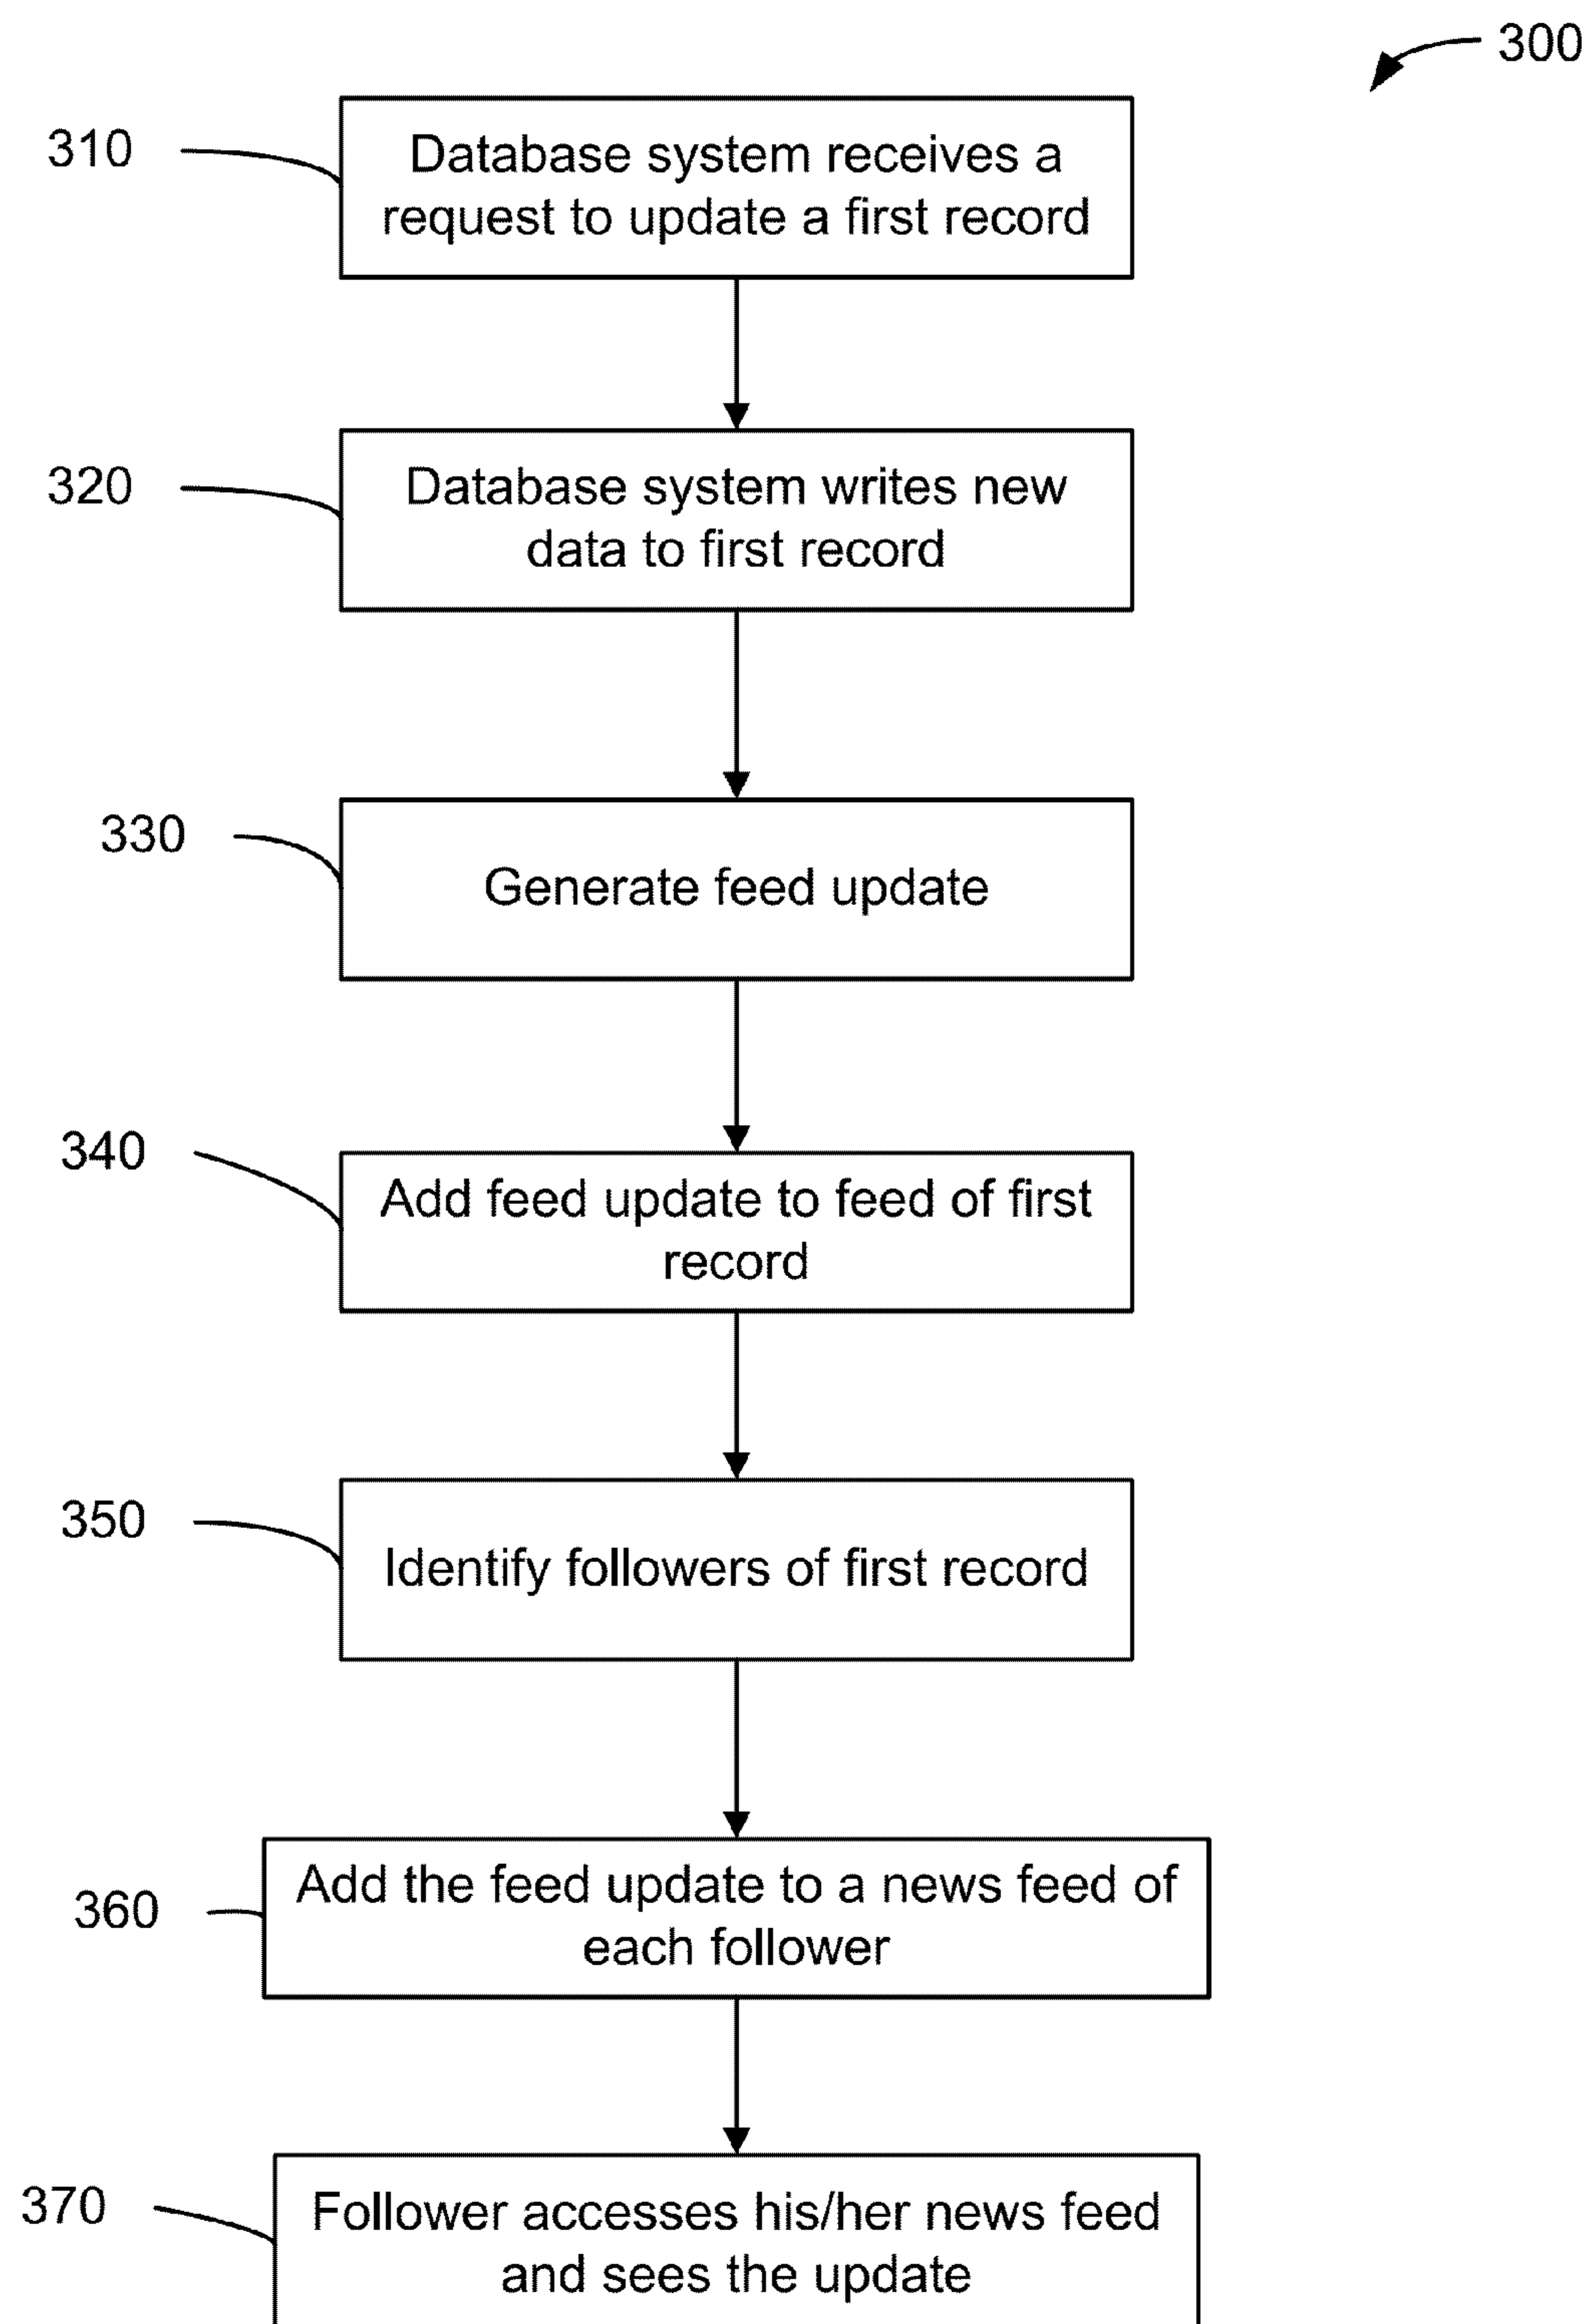 300
310
Database system receives a
request to update a first record
320
Database system writes new
data to first record
330
Generate feed update
340
Add feed update to feed of first
record
350
Identify followers of first record
360
Add the feed update to a news feed of
each follower
370
Follower accesses his/her news feed
and sees the update